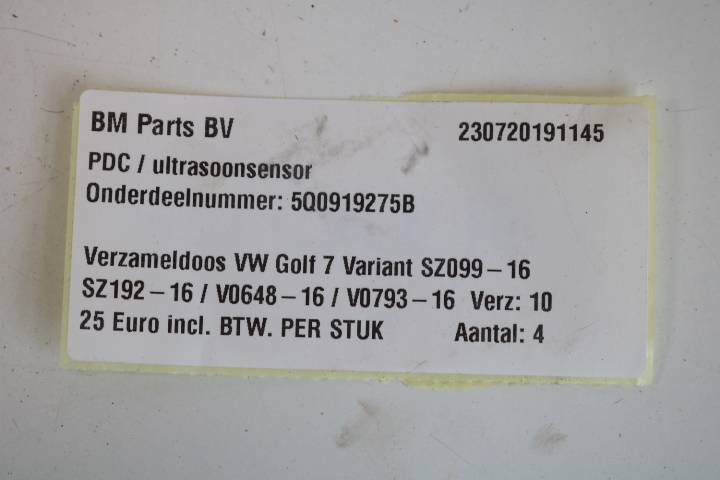 BM Parts BV 230720191145
PDC / ultrasoonsensor
Onderdeelnummer: 5Q0919275B
Verzameldoos VW Golf 7 Variant SZ099-16
SZ192-16 / V0648-16 / V0793-16 Verz: 10
25 Euro incl. BTW. PER STUK Aantal: 4